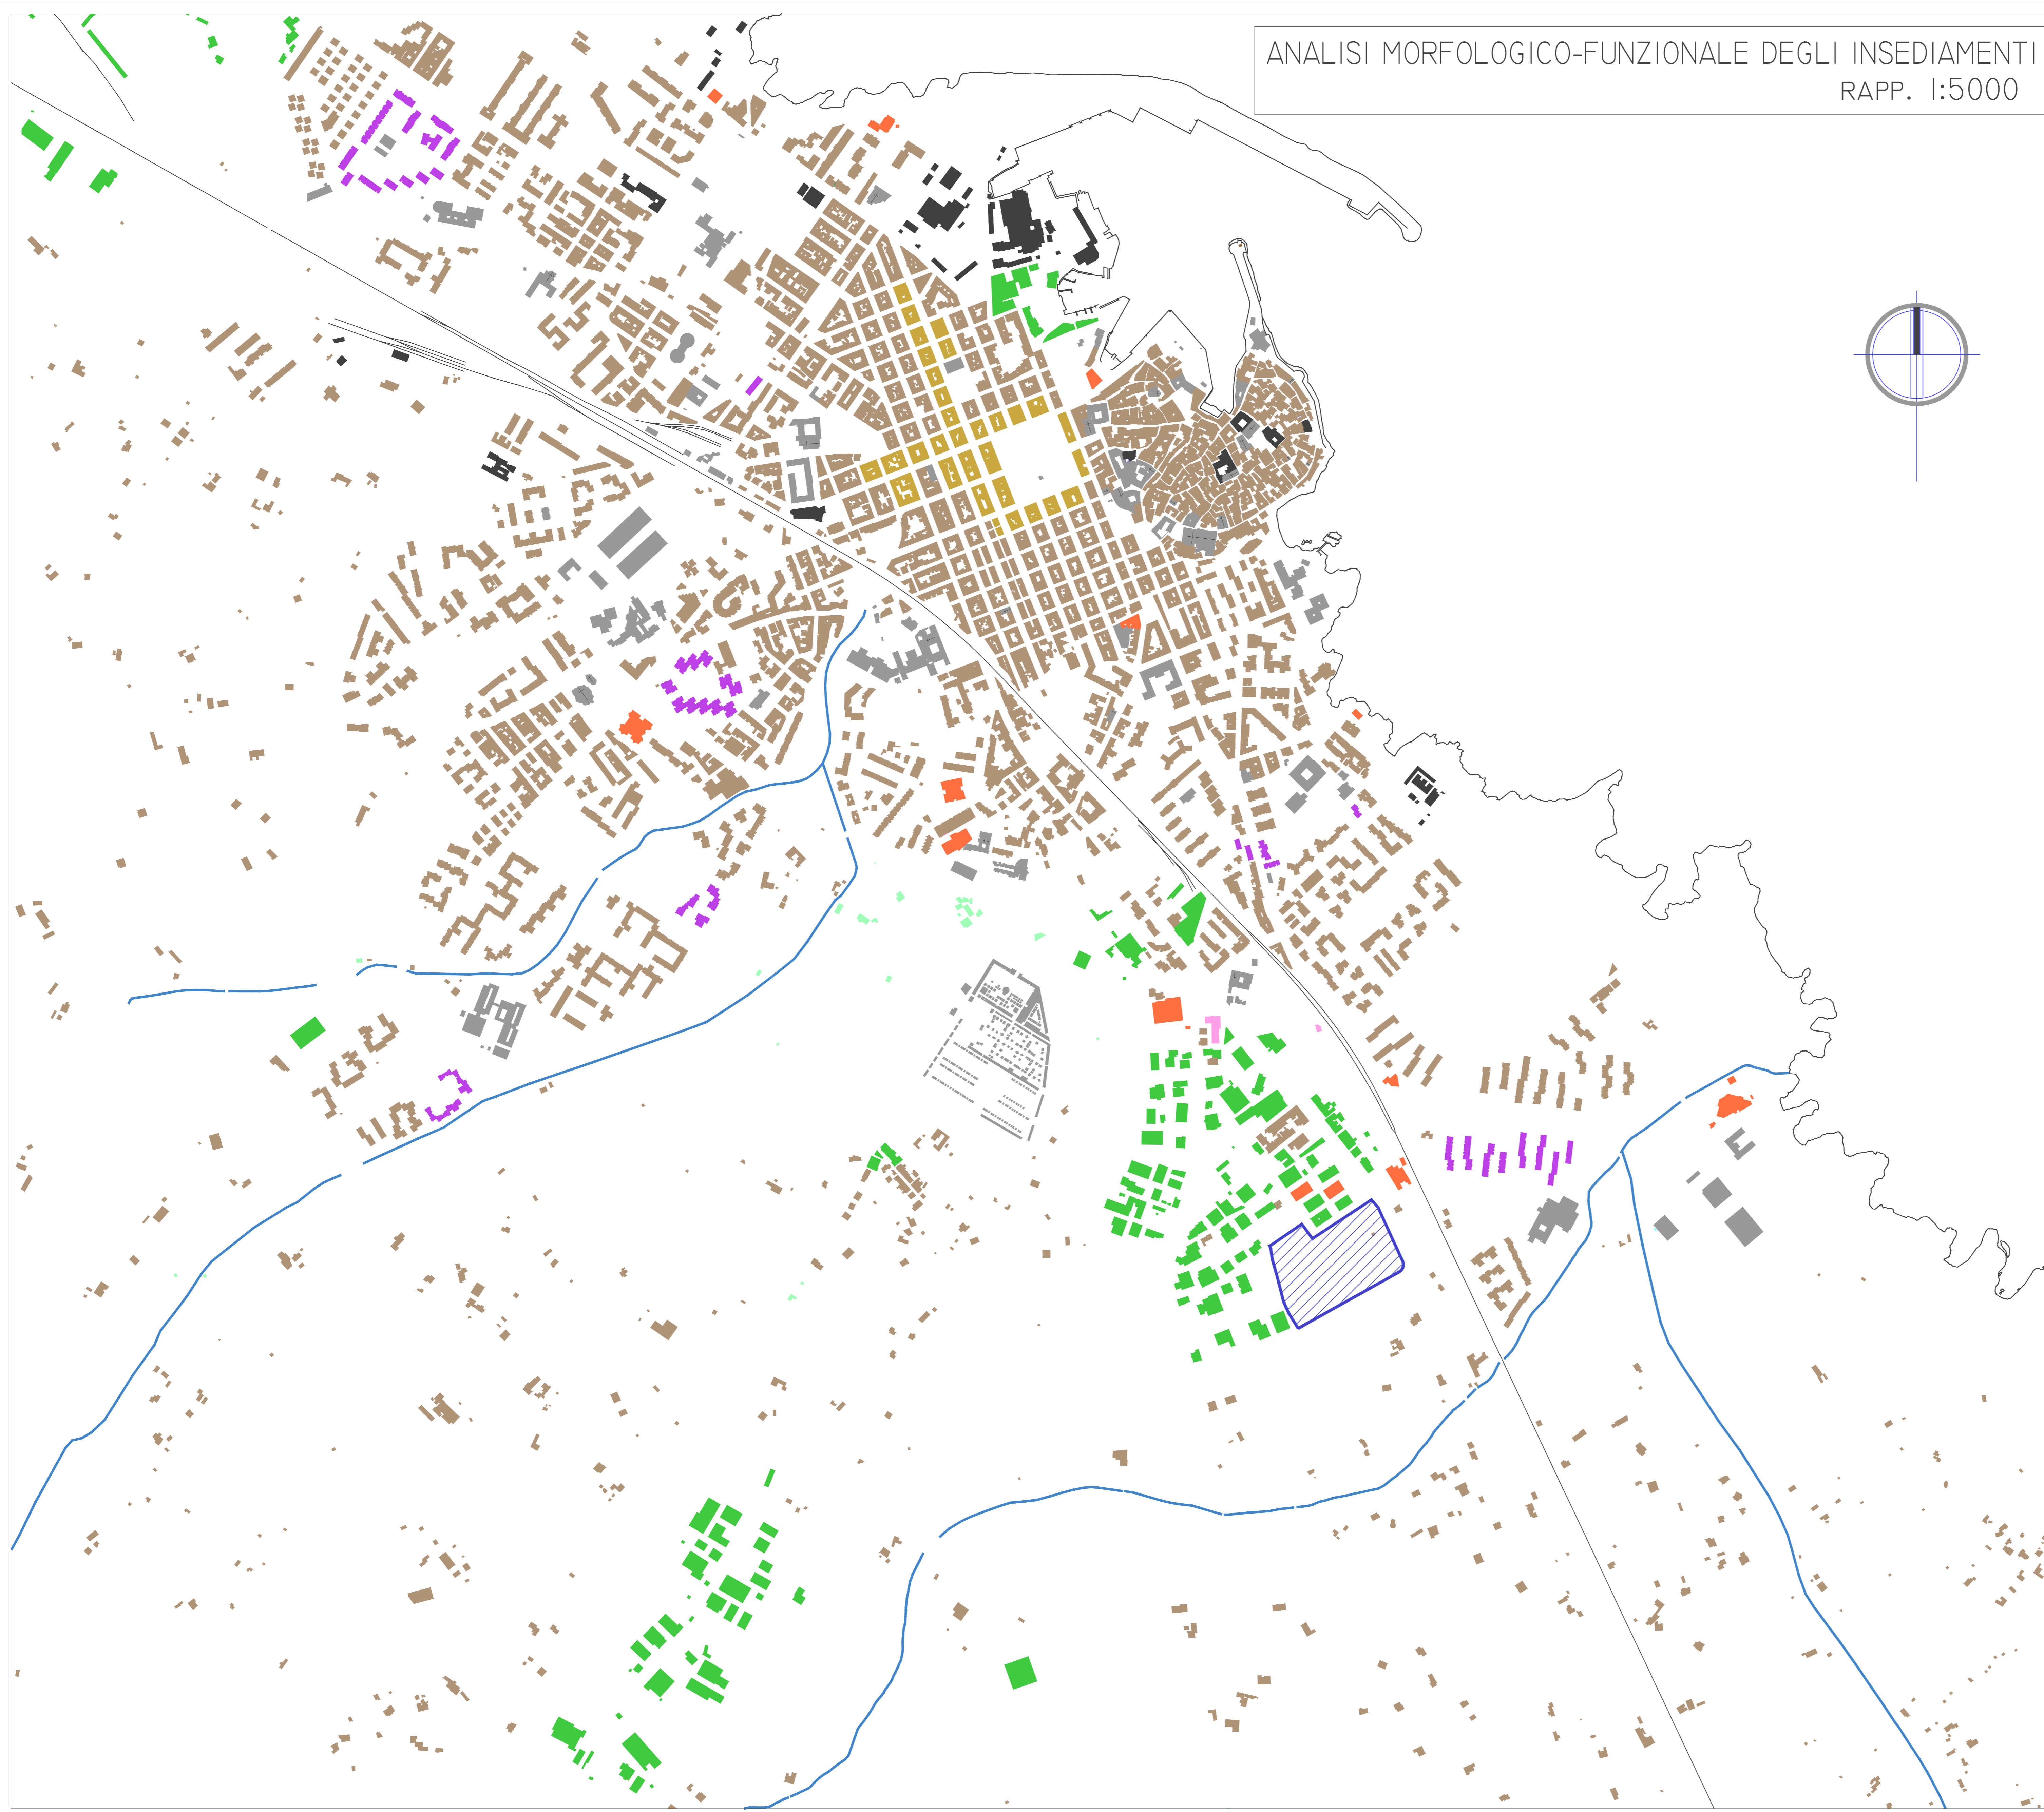 ANALISI MORFOLOGICO-FUNZIONALE DEGLI INSEDIAMENTI
RAPP. 1:5000